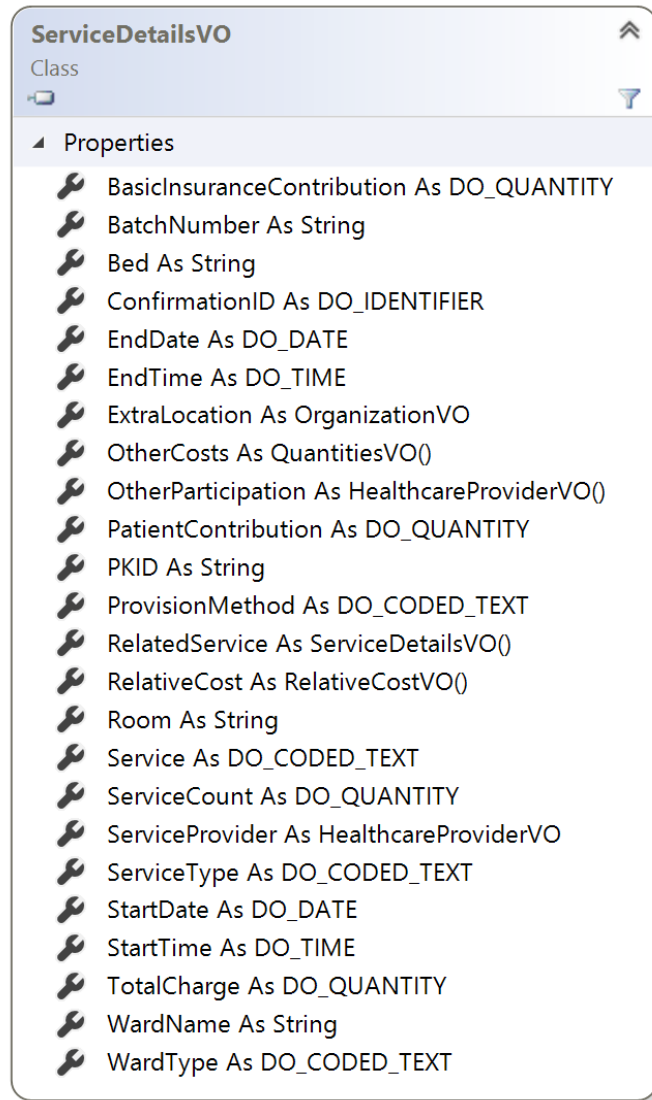 ServiceDetailsVO
Class
Properties
BasicInsuranceContribution As DO_QUANTITY
BatchNumber As String
Bed As String
ConfirmationID As DO_IDENTIFIER
EndDate As DO_DATE
EndTime As DO_TIME
ExtraLocation As OrganizationVO
OtherCosts As QuantitiesVO()
OtherParticipation As HealthcareProviderVO()
PatientContribution As DO_QUANTITY
PKID As String
ProvisionMethod As DO_CODED_TEXT
RelatedService As ServiceDetailsVO()
RelativeCost As RelativeCostVO()
Room As String
Service As DO_CODED_TEXT
ServiceCount As DO_QUANTITY
ServiceProvider As HealthcareProviderVO
ServiceType As DO_CODED_TEXT
StartDate As DO_DATE
StartTime As DO_TIME
TotalCharge As DO_QUANTITY
WardName As String
WardType As DO_CODED_TEXT